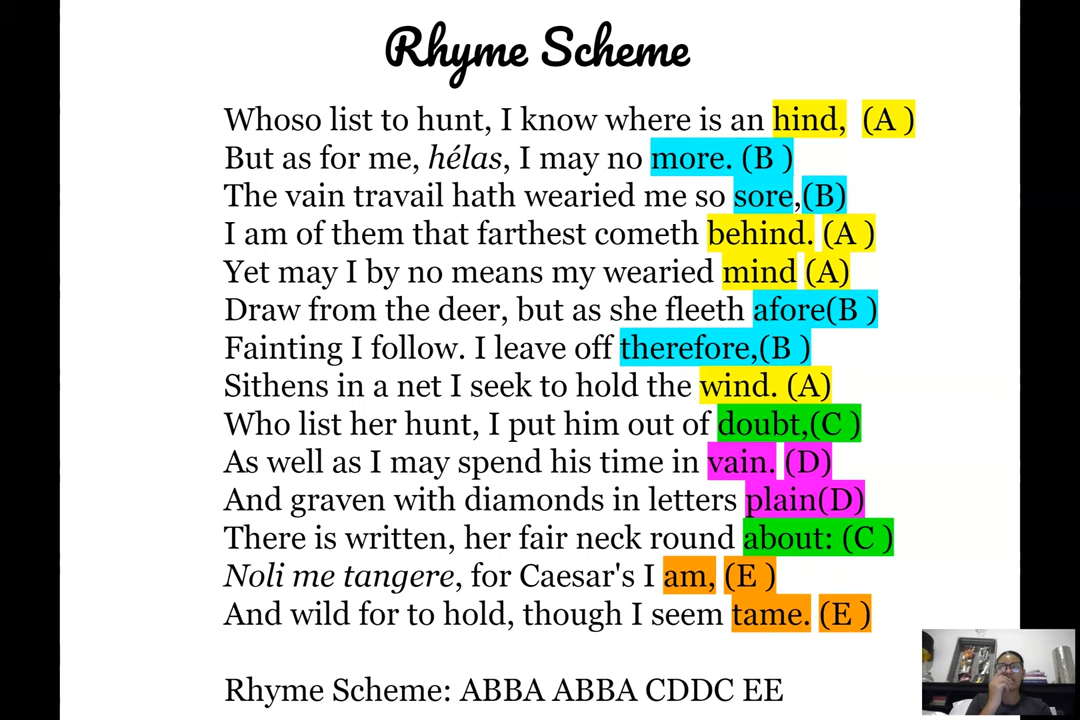 Rhyme Scheme
Whoso list to hunt, I know where is an hind, (A )
But as for me, hélas, I may no more. (B )
The vain travail hath wearied me so sore,(B)
I am of them that farthest cometh behind. (A )
Yet may I by no means my wearied mind (A)
Draw from the deer, but as she fleeth afore(B )
Fainting I follow. I leave off therefore,(B )
Sithens in a net I seek to hold the wind. (A)
Who list her hunt, I put him out of doubt,(C )
As well as I may spend his time in vain. (D)
And graven with diamonds in letters plain(D)
There is written, her fair neck round about: (C )
Noli me tangere, for Caesar's I am, (E )
And wild for to hold, though I seem tame. (E )
Rhyme Scheme: ABBA ABBA CDDC EE